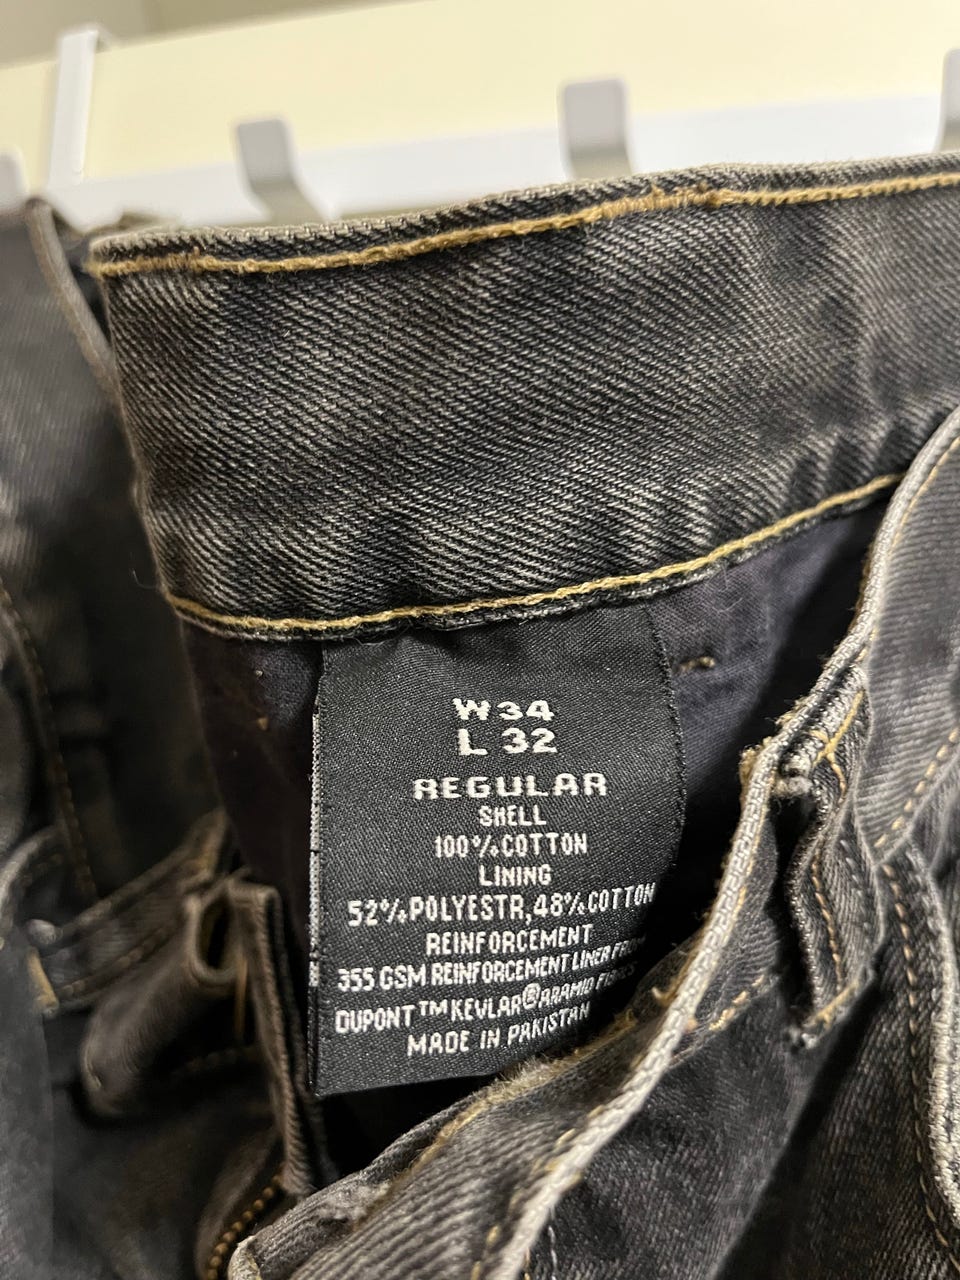 W34
L 32
REGULAR
SHELL
100%COTTON
LINING
52%POLYESTR,48%COTTON
REINFORCEMENT
355 GSM REINFORCEMENT LINER FROM
DUPONT™KEVLAR®ARAMID FIBRES
MADE IN PAKISTAN